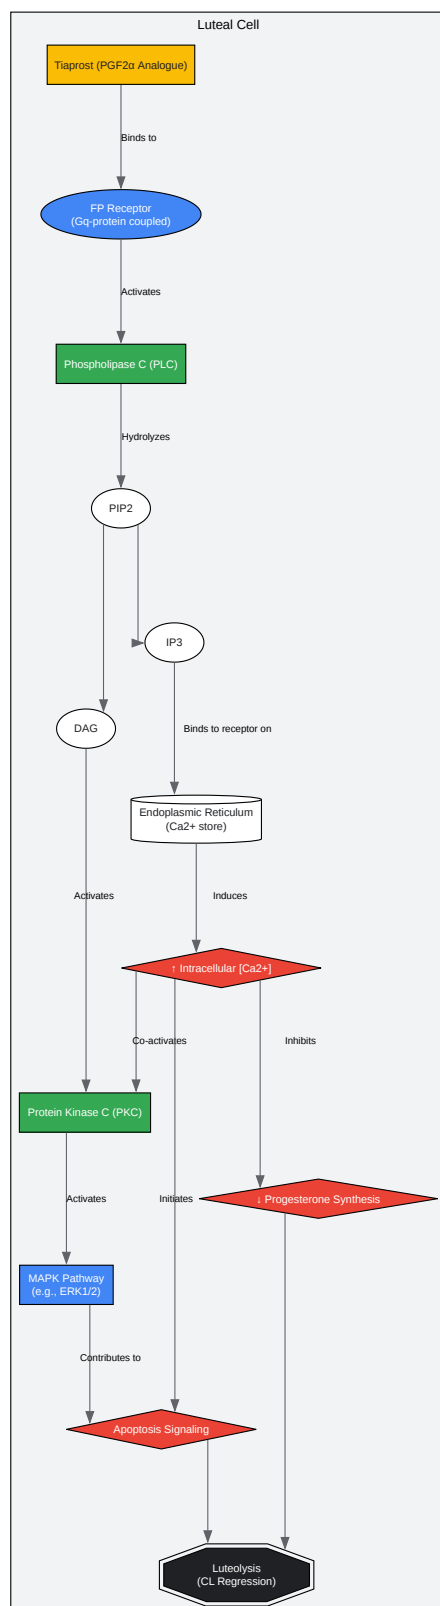 Luteal Cell
Tiaprost (PGF2α Analogue)
Binds to
FP Receptor
(Gq-protein coupled)
Activates
Phospholipase C (PLC)
Hydrolyzes
PIP2
IP3
DAG
Binds to receptor on
Endoplasmic Reticulum
(Ca2+ store)
Activates
Induces
↑ Intracellular [Ca2+]
Co-activates
Inhibits
Protein Kinase C (PKC)
Activates
Initiates
↓ Progesterone Synthesis
MAPK Pathway
(e.g., ERK1/2)
Contributes to
Apoptosis Signaling
Luteolysis
(CL Regression)